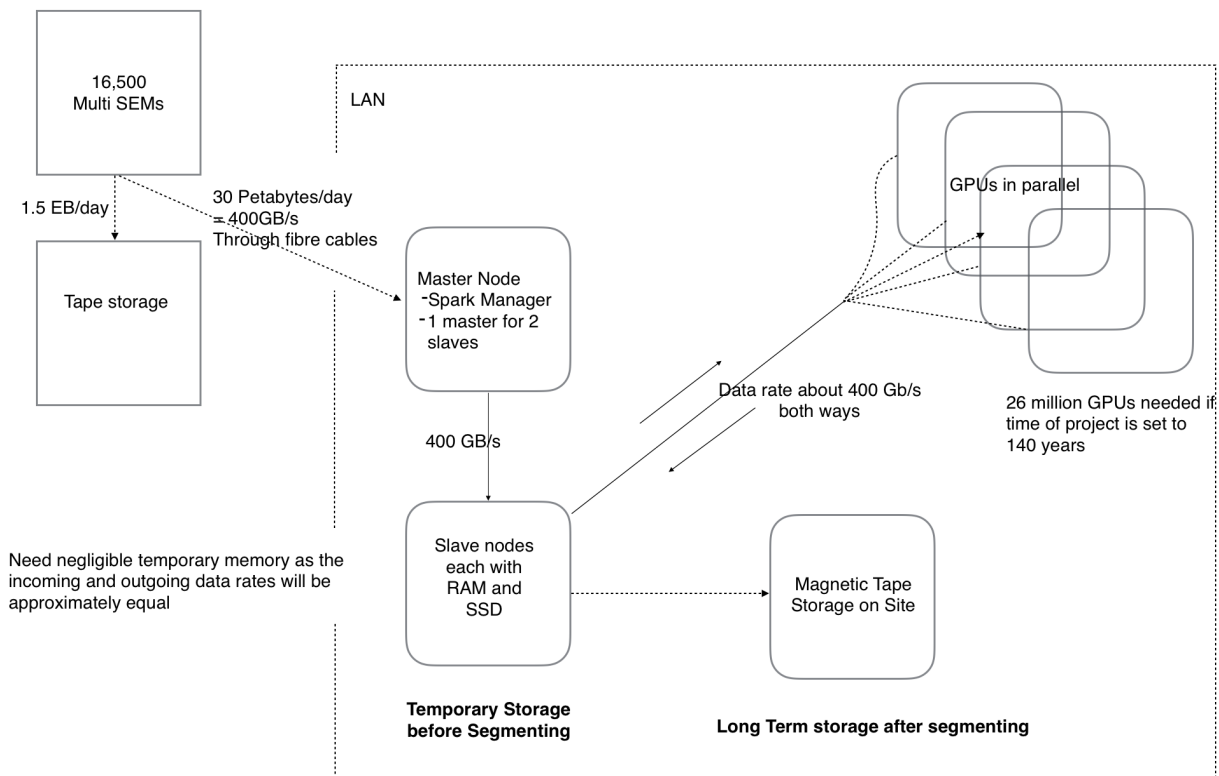 16,500
Multi SEMs
LAN
1.5 EB/day
30 Petabytes/day
= 400GB/s
Through fibre cables
GPUs in parallel
Tape storage
Master Node
-Spark Manager
-1 master for 2
slaves
Data rate about 400 Gb/s
both ways
26 million GPUs needed if
time of project is set to
140 years
400 GB/s
Need negligible temporary memory as the
incoming and outgoing data rates will be
approximately equal
Slave nodes
each with
RAM and
SSD
Magnetic Tape
Storage on Site
Temporary Storage
before Segmenting
Long Term storage after segmenting